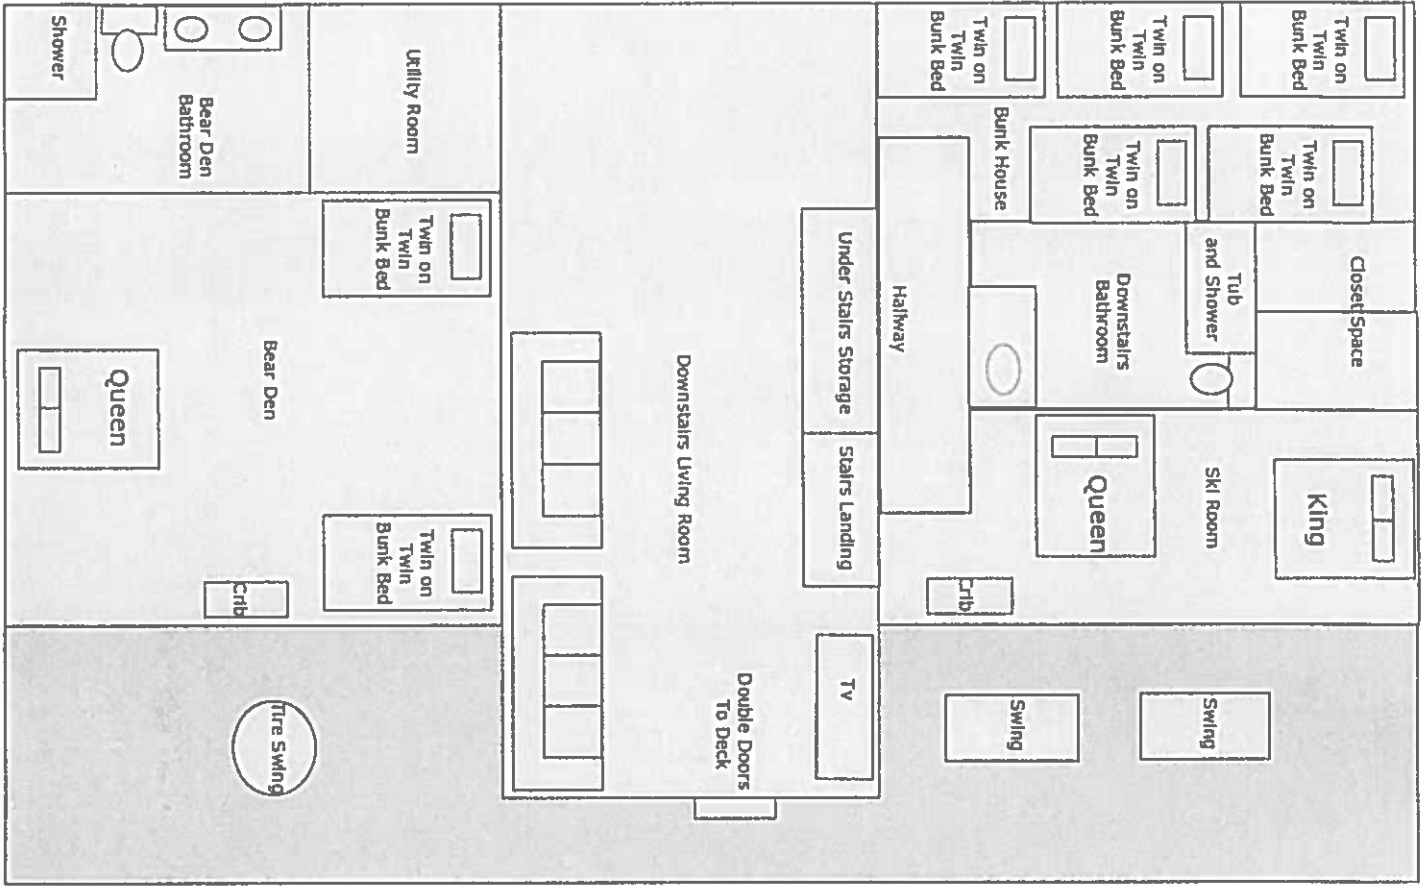 Twin on
Twin
Bunk Bed
Twin on
Twin
Bunk Bed
Twin on
Twin
Bunk Bed
Twin on
Twin
Bunk Bed
Twin on
Twin
Bunk Bed
Bunk House
Closet Space
Tub
and Shower
Downstairs
Bathroom
King
Ski Room
Queen
Crib
Swing
Swing
Hallway
Under Stairs Storage
Stairs Landing
Tv
Double Doors
To Deck
Downstairs Living Room
Utility Room
Twin on
Twin
Bunk Bed
Twin on
Twin
Bunk Bed
Bear Den
Crib
Tire Swing
Bear Den
Bathroom
Queen
Shower